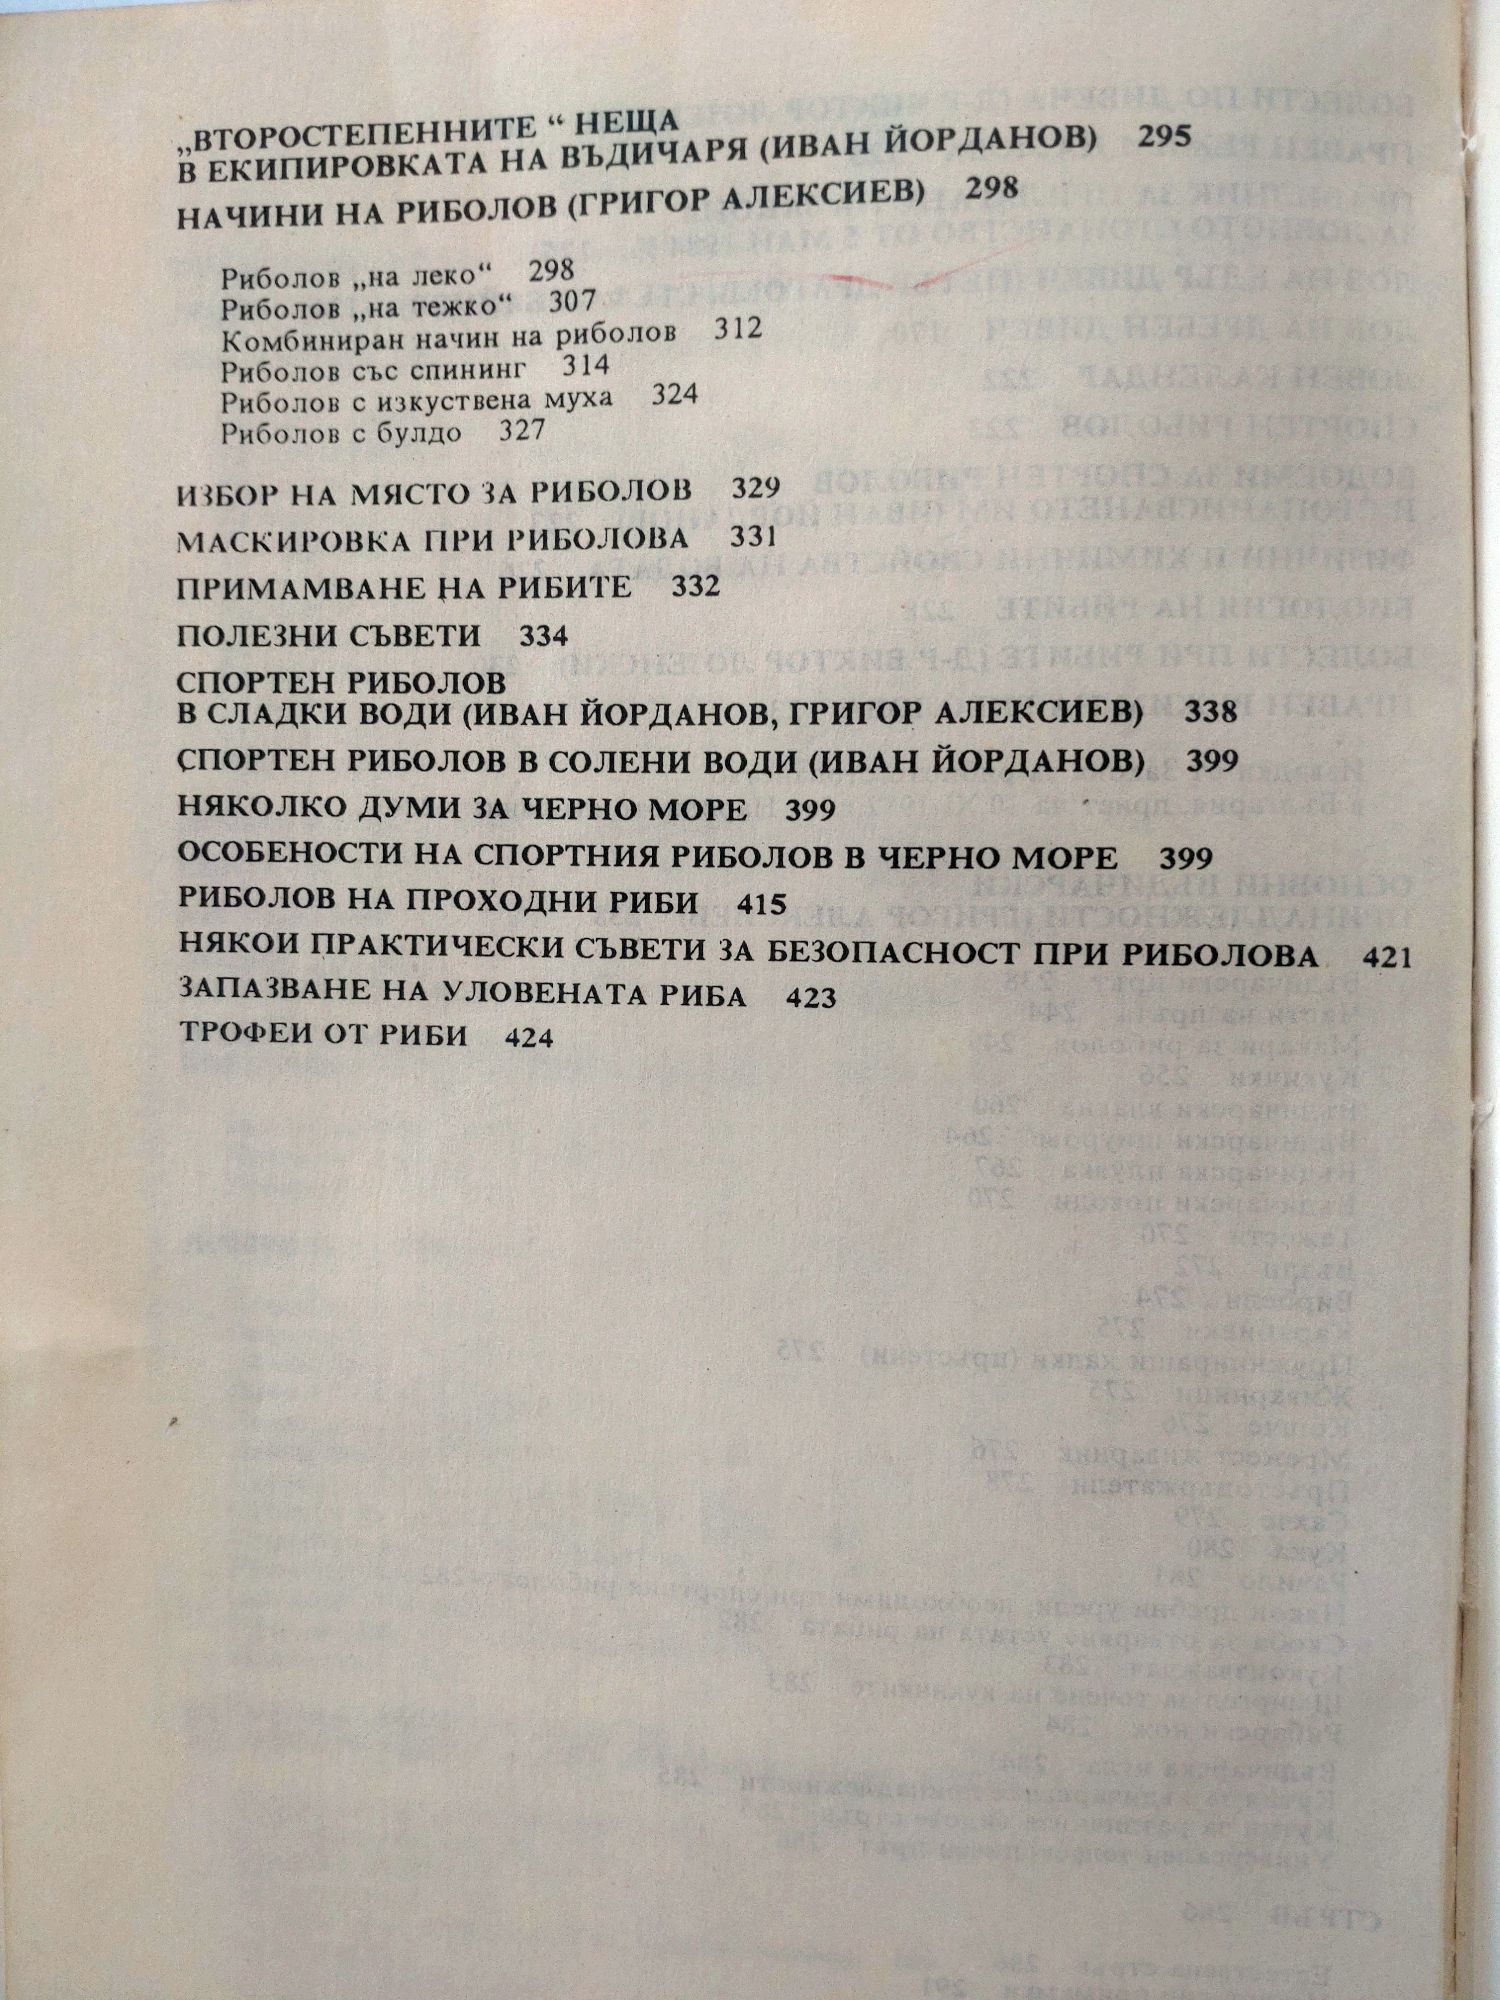 „ВТОРОСТЕПЕННИТE“ НЕЩА
В ЕКИПИРОВКАТА НА ВЪДИЧАРЯ (ИВАН ЙОРДАНОВ) 295
НАЧИНИ НА РИБОЛОВ (ГРИГОР АЛЕКСИЕВ) 298
Риболов „на леко“ 298
Риболов „на тежко“ 307
Комбиниран начин на риболов 312
Риболов със спининг 314
Риболов с изкуствена муха 324
Риболов с булдо 327
ИЗБОР НА МЯСТО ЗА РИБОЛОВ 329
МАСКИРОВКА ПРИ РИБОЛОВА 331
ПРИМАМВАНЕ НА РИБИТЕ 332
ПОЛЕЗНИ СЪВЕТИ 334
СПОРТЕН РИБОЛОВ
В СЛАДКИ ВОДИ (ИВАН ЙОРДАНОВ, ГРИГОР АЛЕКСИЕВ) 338
СПОРТЕН РИБОЛОВ В СОЛЕНИ ВОДИ (ИВАН ЙОРДАНОВ) 399
НЯКОЛКО ДУМИ ЗА ЧЕРНО МОРЕ 399
ОСОБЕНОСТИ НА СПОРТНИЯ РИБОЛОВ В ЧЕРНО МОРЕ 399
РИБОЛОВ НА ПРОХОДНИ РИБИ 415
НЯКОИ ПРАКТИЧЕСКИ СЪВЕТИ ЗА БЕЗОПАСНОСТ ПРИ РИБОЛОВА 421
ЗАПАЗВАНЕ НА УЛОВЕНАТА РИБА 423
ТРОФЕИ ОТ РИБИ 424